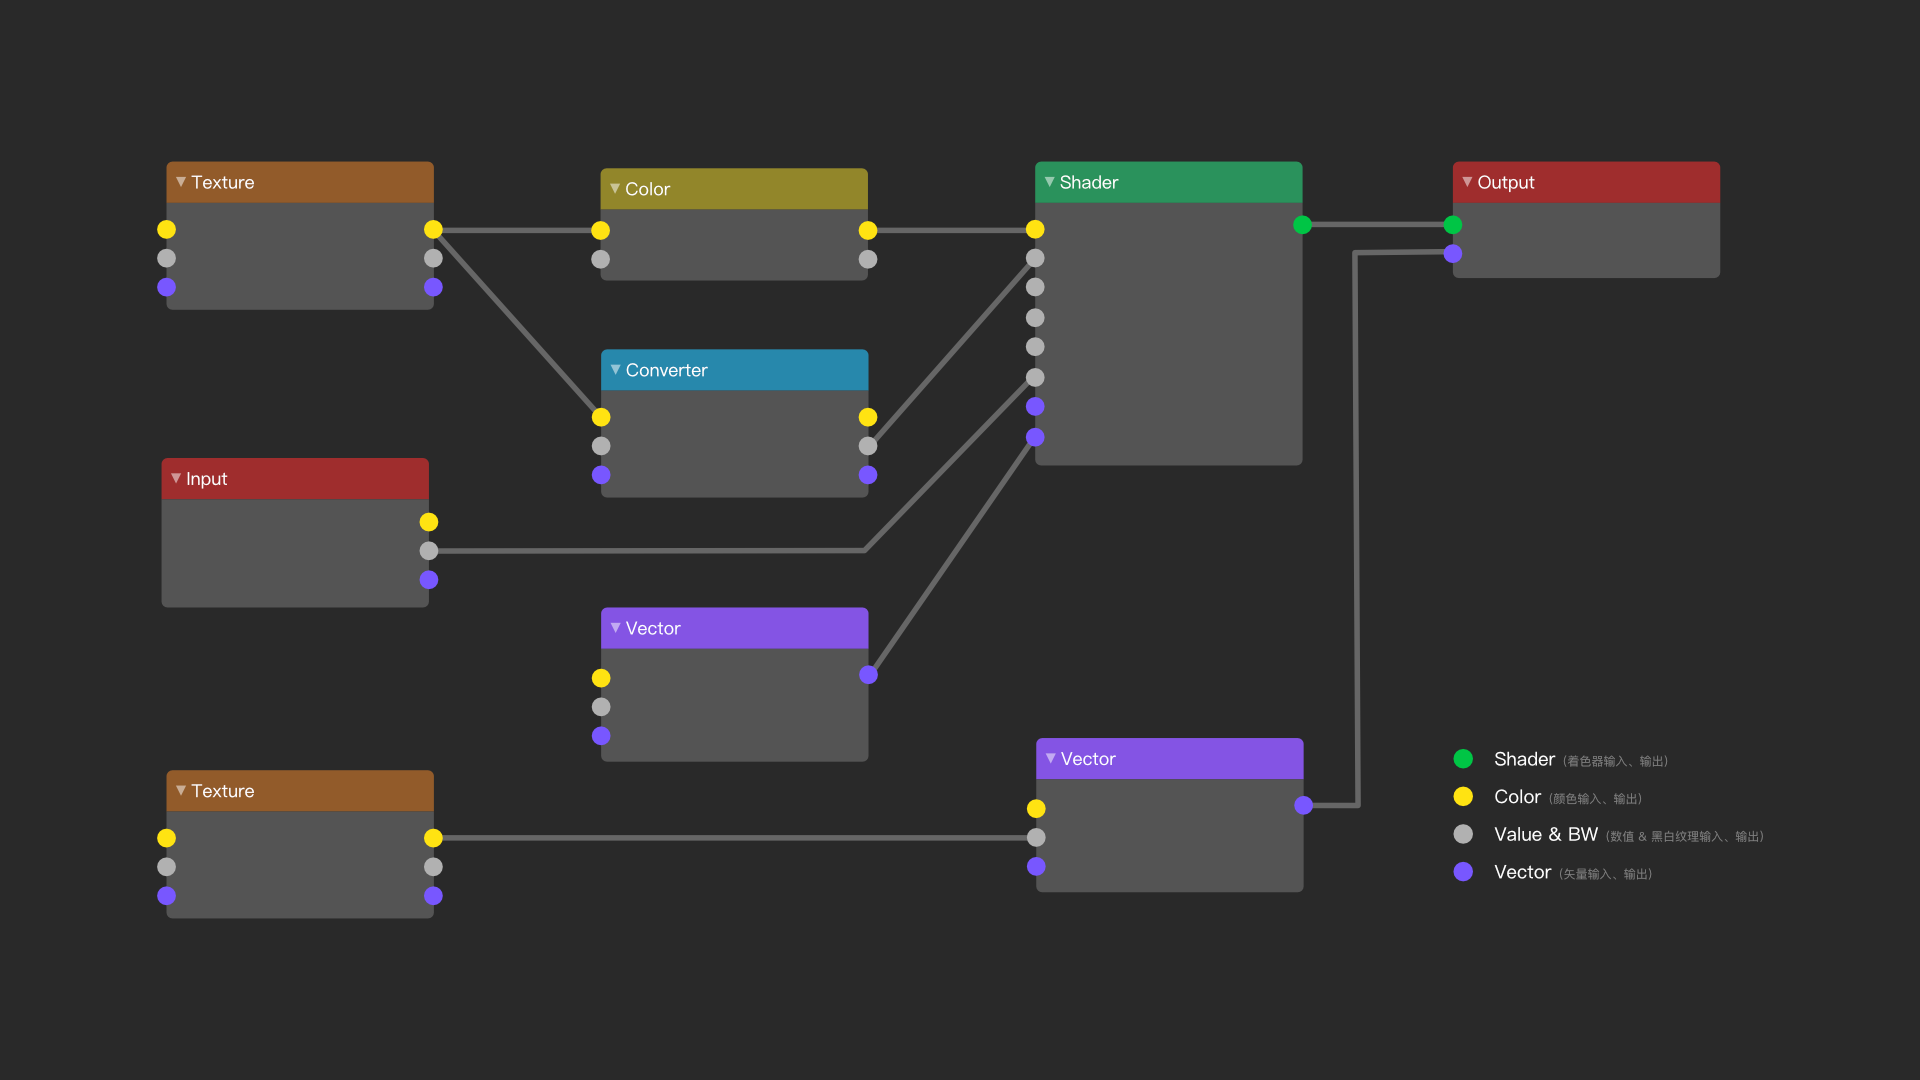 ▼ Texture
▼ Color
▼ Shader
▼ Output
▼ Converter
▼ Input
▼ Vector
▼ Texture
▼ Vector
Shader (着色器输入、输出)
Color (颜色输入、输出)
Value & BW (数值 & 黑白纹理输入、输出)
Vector (矢量输入、输出)